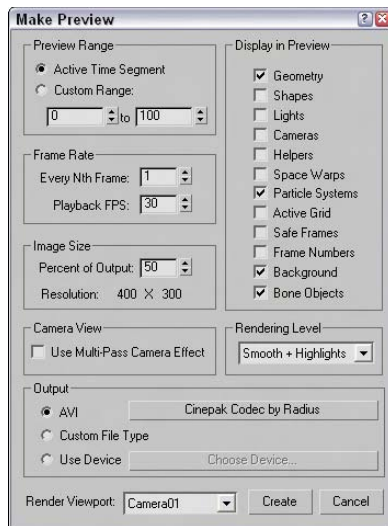 Make Preview
Preview Range
Active Time Segment
Custom Range:
0 to 100
Frame Rate
Every Nth Frame: 1
Playback FPS: 30
Image Size
Percent of Output: 50
Resolution: 400 X 300
Camera View
Use Multi-Pass Camera Effect
Display in Preview
Geometry
Shapes
Lights
Cameras
Helpers
Space Warps
Particle Systems
Active Grid
Safe Frames
Frame Numbers
Background
Bone Objects
Rendering Level
Smooth + Highlights
Output
AVI
Cinepak Codec by Radius
Custom File Type
Use Device
Choose Device...
Render Viewport: Camera01
Create
Cancel